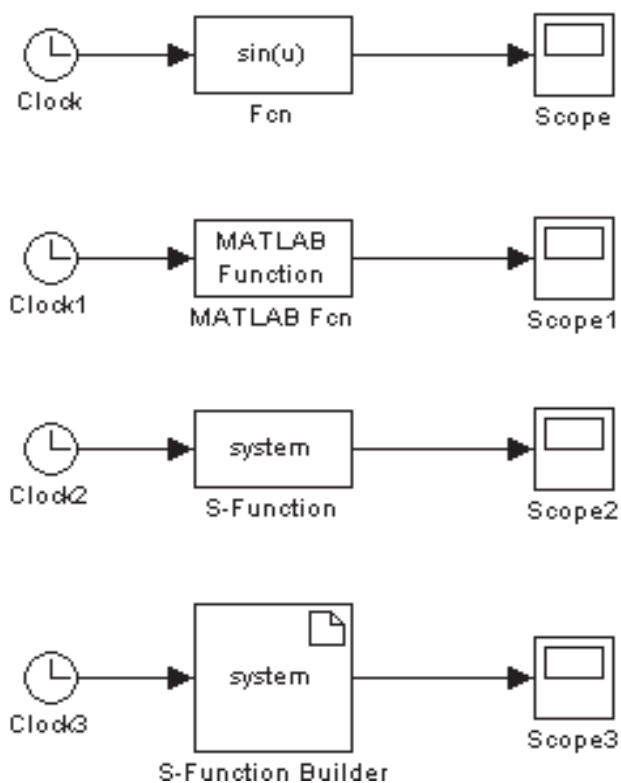 sin(u)
Clock
Fcn
Scope
MATLAB
Function
Clock1
MATLAB Fcn
Scope1
system
Clock2
S-Function
Scope2
system
Clock3
Scope3
S-Function Builder